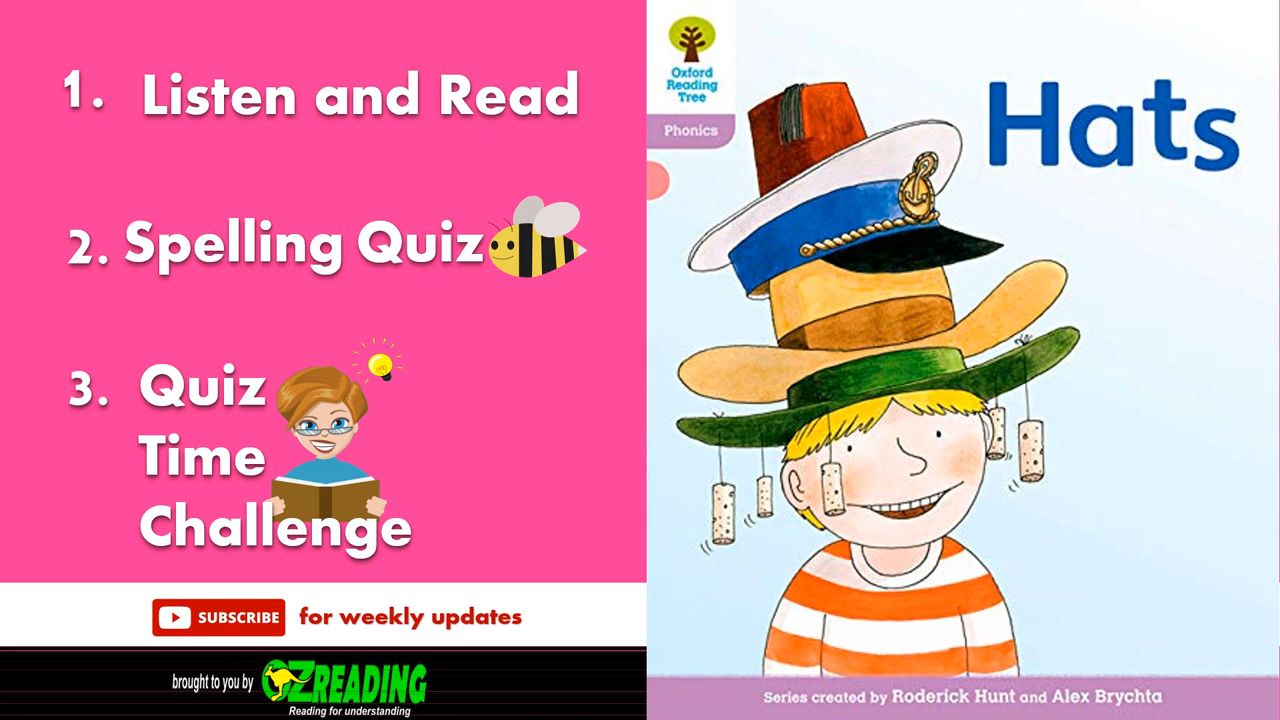 1. Listen and Read
2. Spelling Quiz
3. Quiz
Time
Challenge
SUBSCRIBE for weekly updates
brought to you by OZREADING
Reading for understanding
Oxford
Reading
Tree
Phonics
Hats
Series created by Roderick Hunt and Alex Brychta